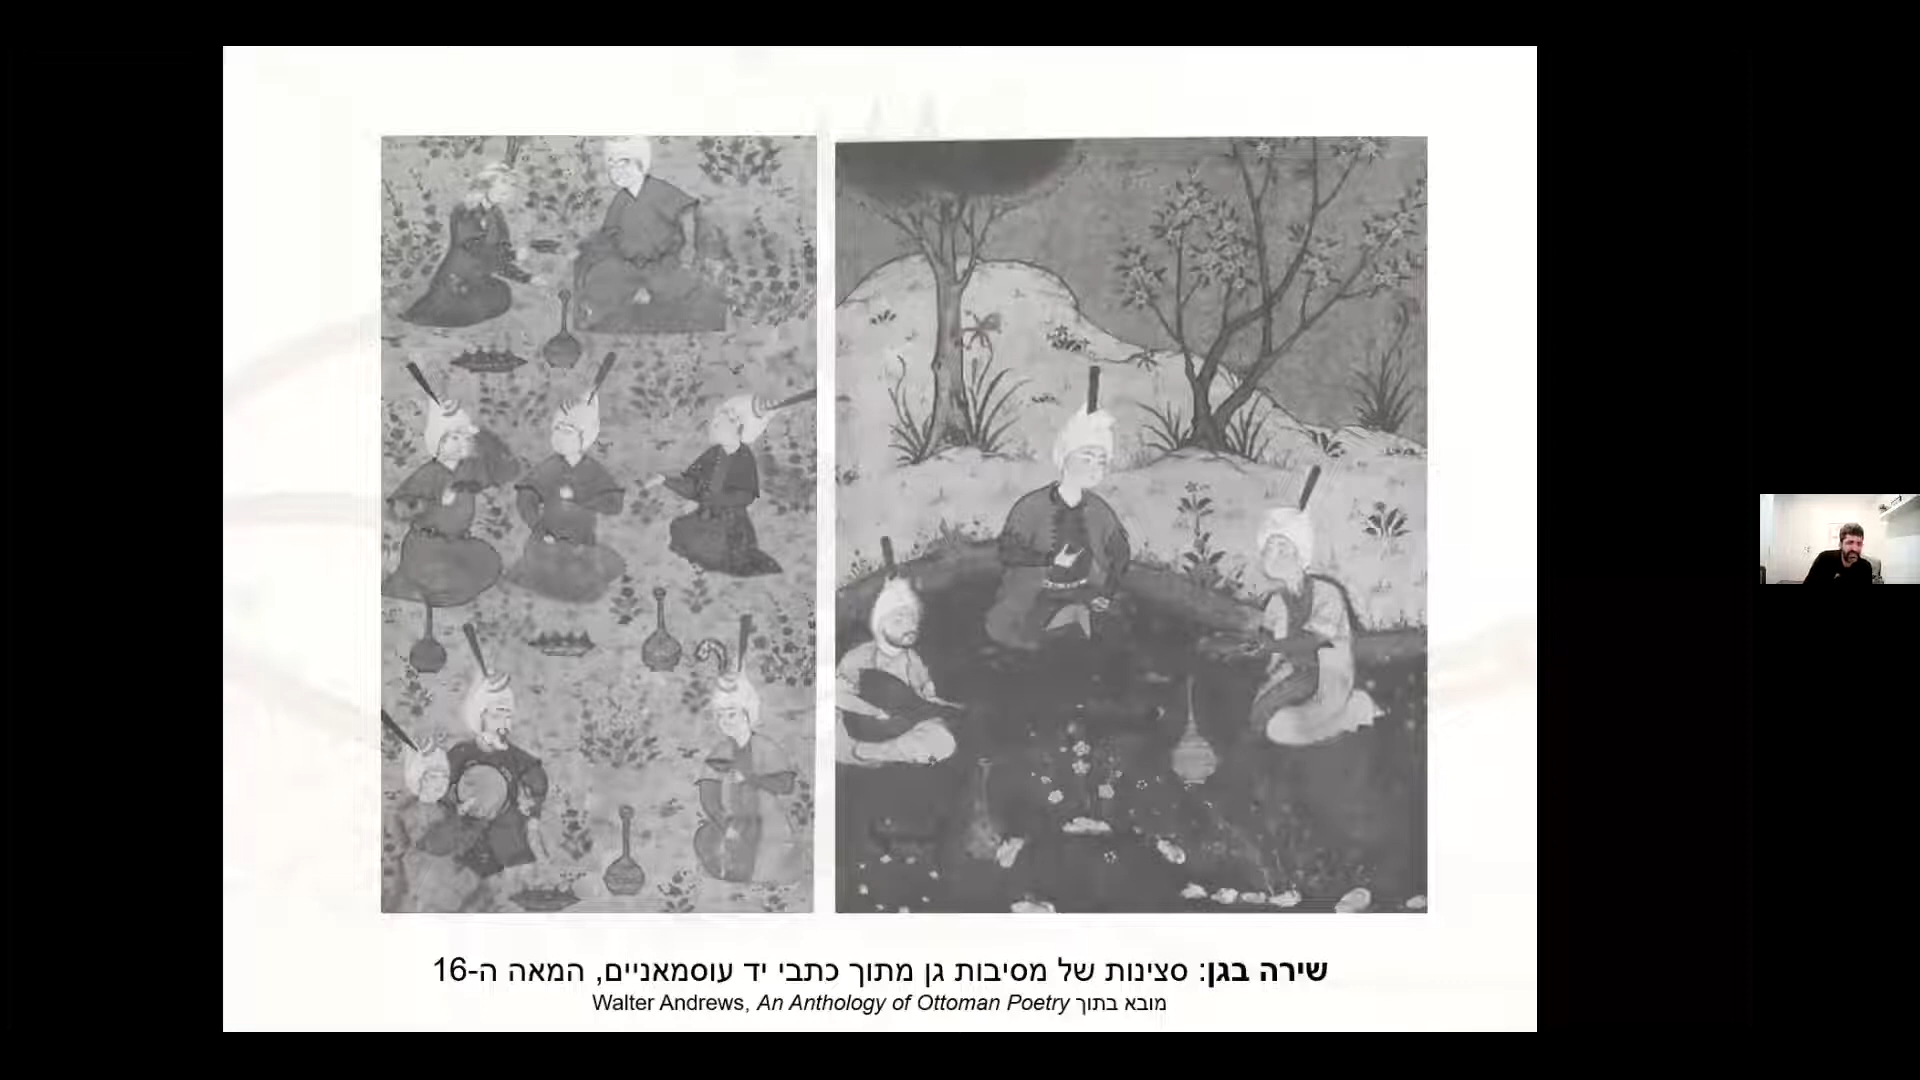 שירה בגן: סצינות של מסיבות גן מתוך כתבי יד עוסמאניים, המאה ה-16
מובא בתוך Walter Andrews, An Anthology of Ottoman Poetry